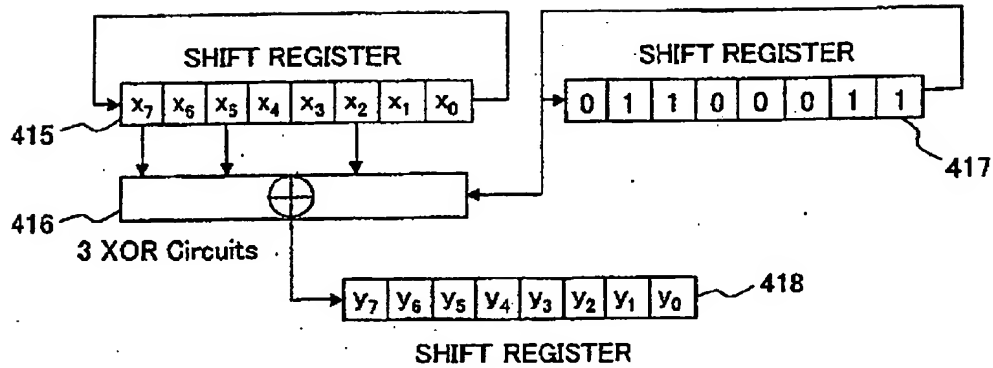 SHIFT REGISTER
SHIFT REGISTER
x7 x6 x5 x4 x3 x2 x1 x0
0 1 1 0 0 0 1 1
415
417
416
3 XOR Circuits
y7 y6 y5 y4 y3 y2 y1 y0
418
SHIFT REGISTER